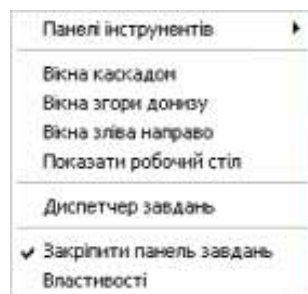 Панелі інструментів
Вікна каскадом
Вікна згори донизу
Вікна зліва направо
Показати робочий стіл
Диспетчер завдань
Закріпити панель завдань
Властивості